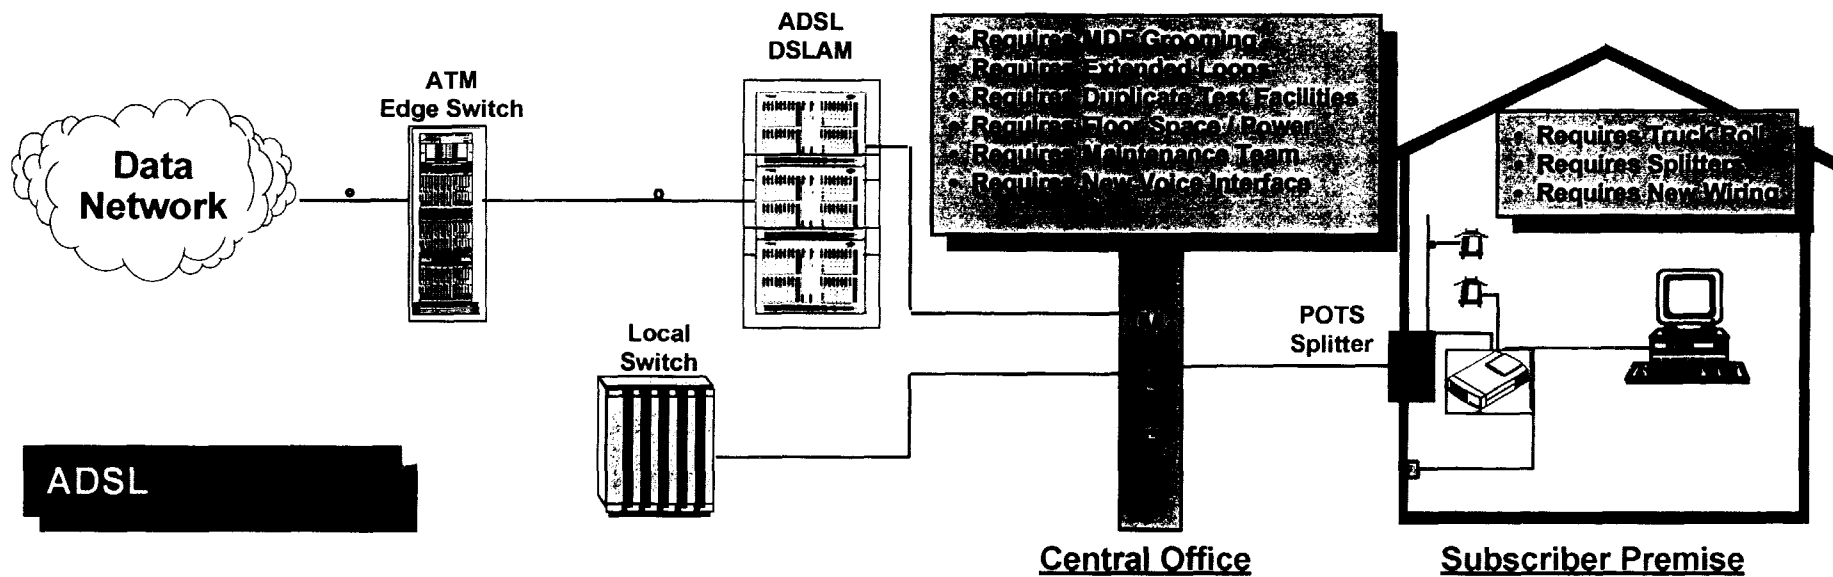 ADSL
DSLAM
ATM
Edge Switch
Data
Network
• Requires MDF Grooming
• Requires Extended Loops
• Requires Duplicate Test Facilities
• Requires Floor Space / Power
• Requires Maintenance Team
• Requires New Voice Interface
• Requires Truck Roll
• Requires Splitters
• Requires New Wiring
Local
Switch
POTS
Splitter
ADSL
Central Office
Subscriber Premise